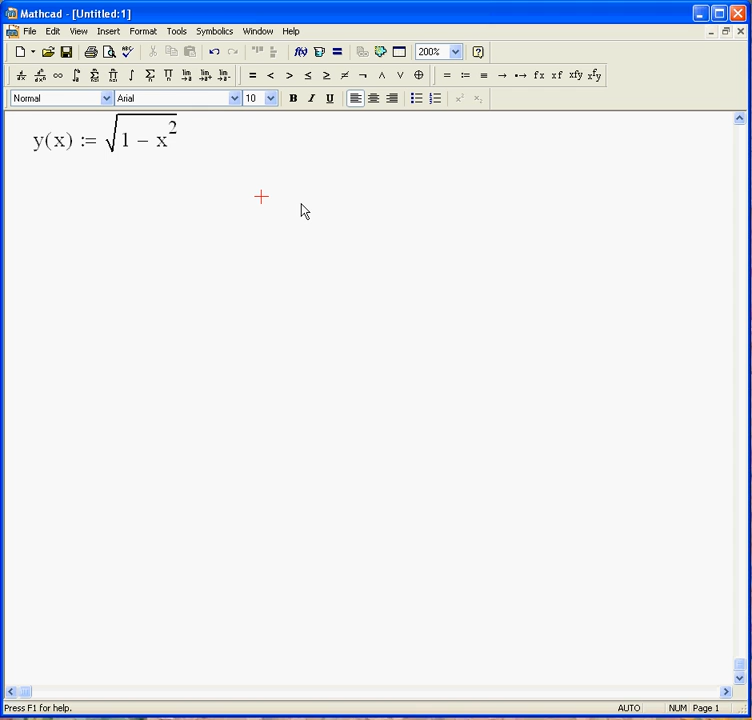 Mathcad - [Untitled:1]
File Edit View Insert Format Tools Symbolics Window Help
200%
Normal Arial 10 B I U
y(x) := √(1 − x²)
Press F1 for help. AUTO NUM Page 1